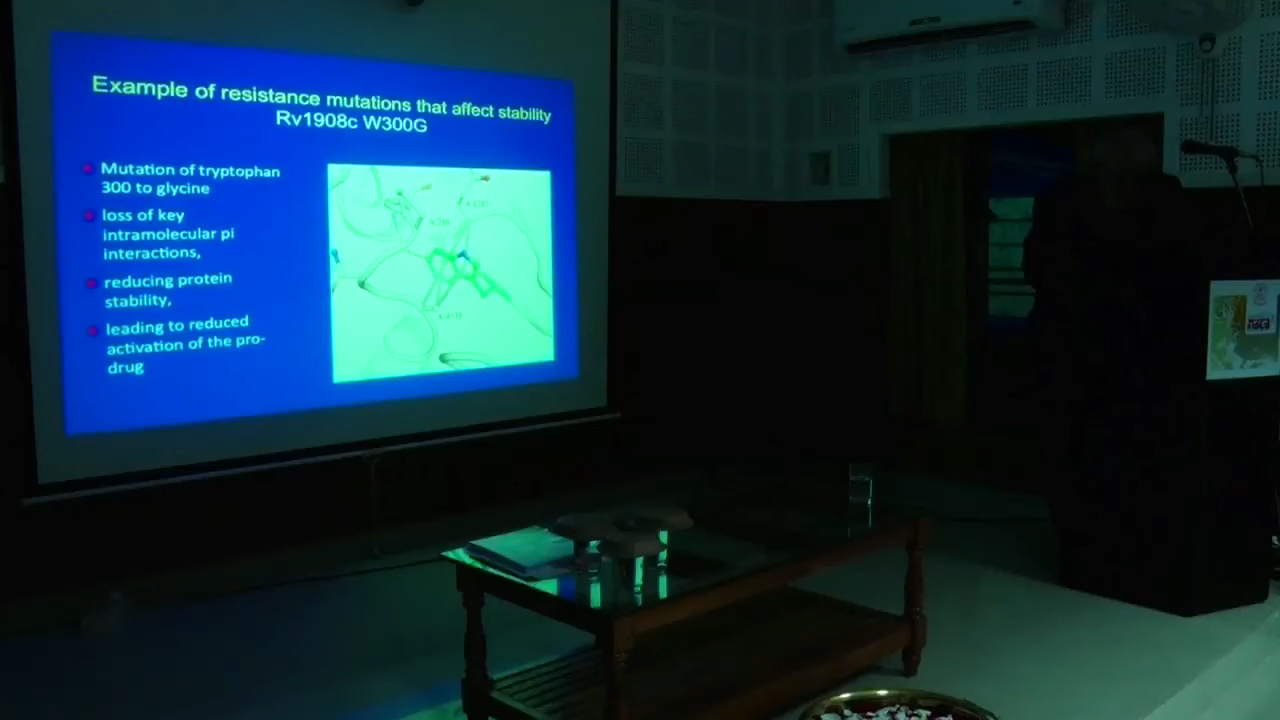 Example of resistance mutations that affect stability
Rv1908c W300G
Mutation of tryptophan
300 to glycine
loss of key
intramolecular pi
interactions,
reducing protein
stability,
leading to reduced
activation of the pro-
drug